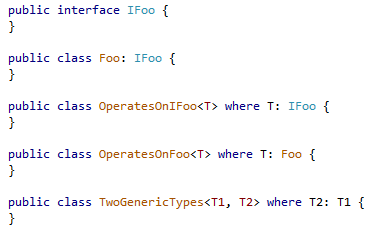 public interface IFoo {
}
public class Foo: IFoo {
}
public class OperatesOnIFoo<T> where T: IFoo {
}
public class OperatesOnFoo<T> where T: Foo {
}
public class TwoGenericTypes<T1, T2> where T2: T1 {
}